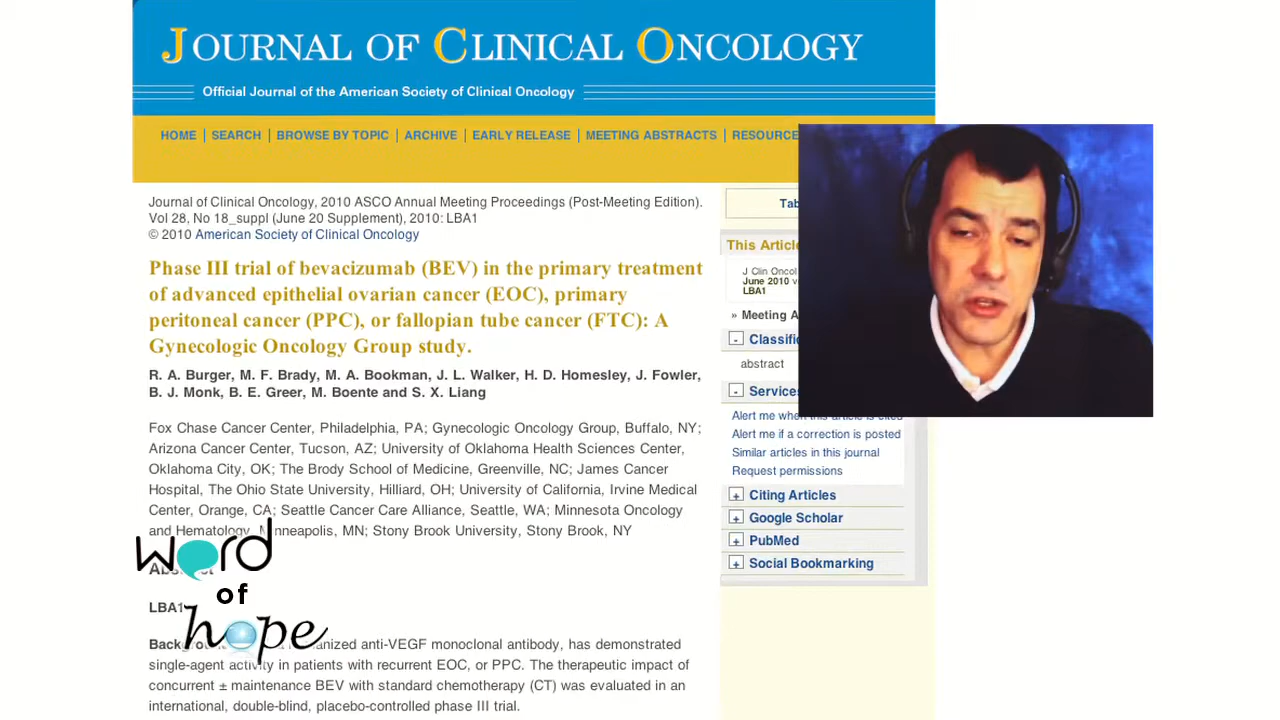 JOURNAL OF CLINICAL ONCOLOGY
Official Journal of the American Society of Clinical Oncology
HOME | SEARCH | BROWSE BY TOPIC | ARCHIVE | EARLY RELEASE | MEETING ABSTRACTS | RESOURCE
Journal of Clinical Oncology, 2010 ASCO Annual Meeting Proceedings (Post-Meeting Edition).
Vol 28, No 18_suppl (June 20 Supplement), 2010: LBA1
© 2010 American Society of Clinical Oncology
Phase III trial of bevacizumab (BEV) in the primary treatment
of advanced epithelial ovarian cancer (EOC), primary
peritoneal cancer (PPC), or fallopian tube cancer (FTC): A
Gynecologic Oncology Group study.
R. A. Burger, M. F. Brady, M. A. Bookman, J. L. Walker, H. D. Homesley, J. Fowler,
B. J. Monk, B. E. Greer, M. Boente and S. X. Liang
Fox Chase Cancer Center, Philadelphia, PA; Gynecologic Oncology Group, Buffalo, NY;
Arizona Cancer Center, Tucson, AZ; University of Oklahoma Health Sciences Center,
Oklahoma City, OK; The Brody School of Medicine, Greenville, NC; James Cancer
Hospital, The Ohio State University, Hilliard, OH; University of California, Irvine Medical
Center, Orange, CA; Seattle Cancer Care Alliance, Seattle, WA; Minnesota Oncology
and Hematology, Minneapolis, MN; Stony Brook University, Stony Brook, NY
LBA1
anti-VEGF monoclonal antibody, has demonstrated
single-agent activity in patients with recurrent EOC, or PPC. The therapeutic impact of
concurrent ± maintenance BEV with standard chemotherapy (CT) was evaluated in an
international, double-blind, placebo-controlled phase III trial.
word
of
hope
Tab
This Article
J Clin Oncol
June 2010
LBA1
» Meeting A
- Classific
abstract
- Services
Alert me when this article is cited
Alert me if a correction is posted
Similar articles in this journal
Request permissions
+ Citing Articles
+ Google Scholar
+ PubMed
+ Social Bookmarking